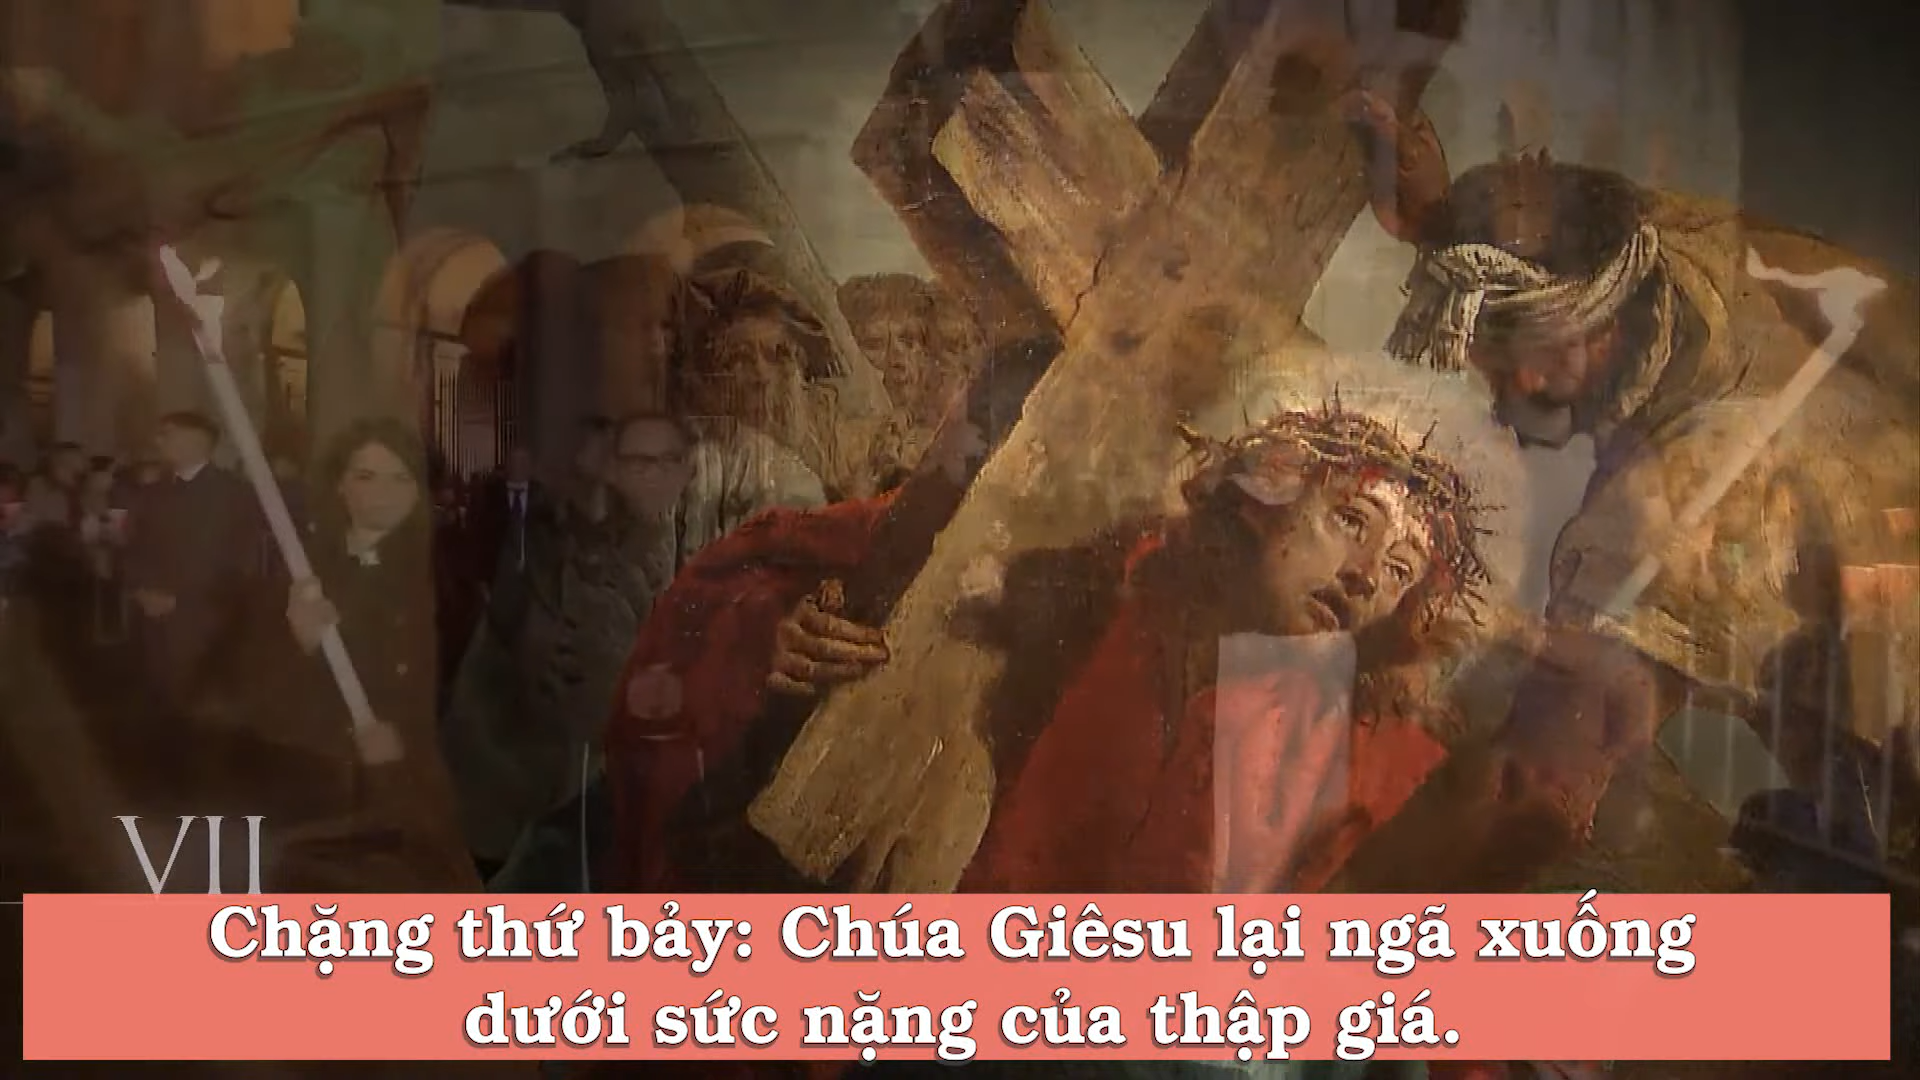 VII
Chặng thứ bảy: Chúa Giêsu lại ngã xuống
dưới sức nặng của thập giá.